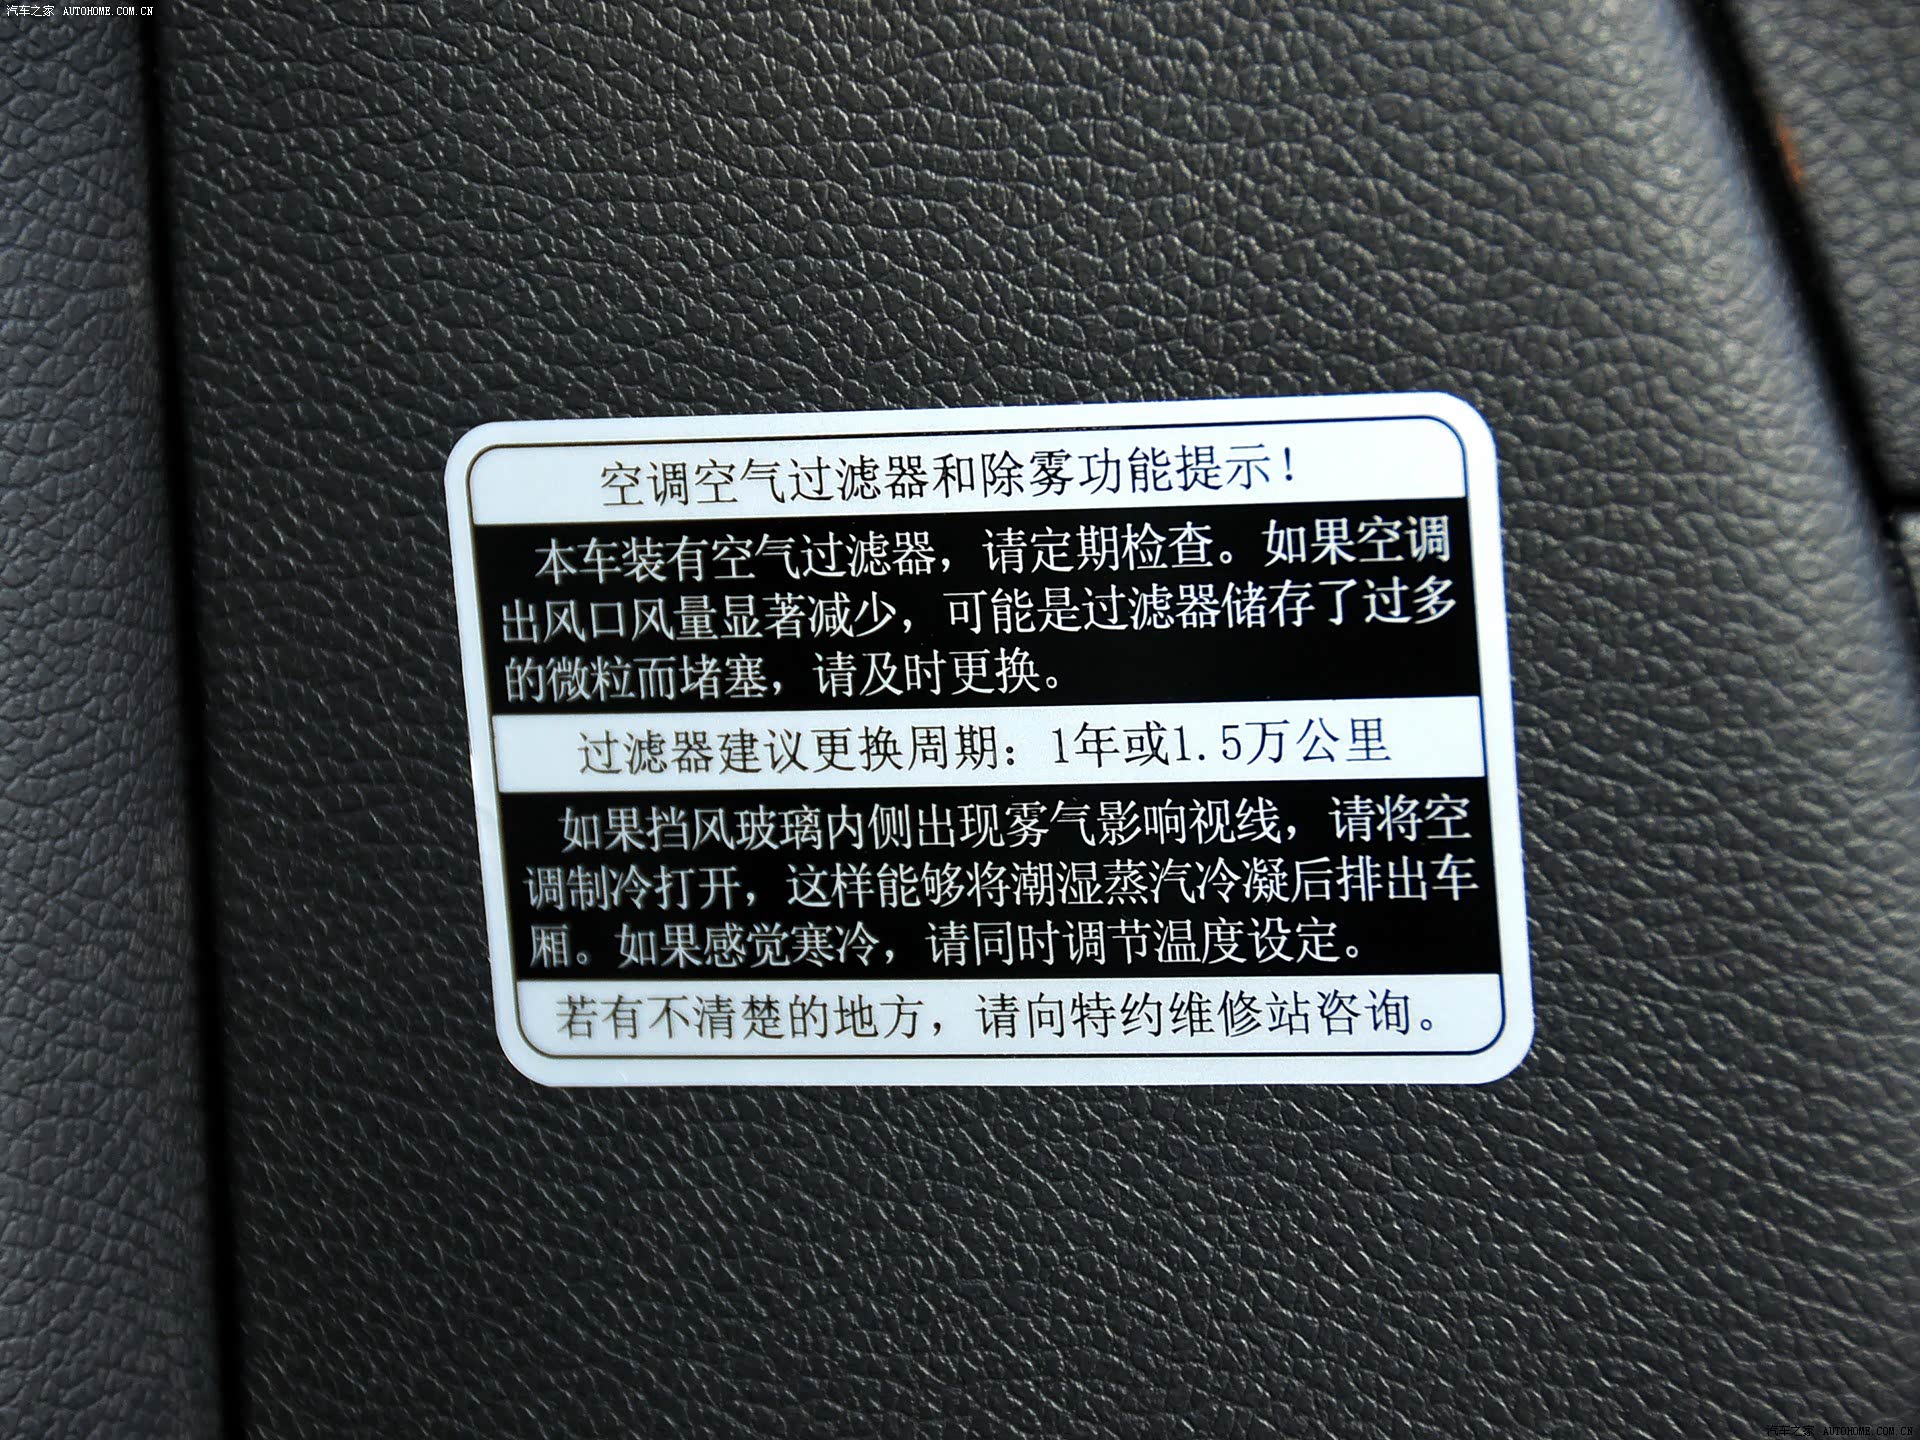 汽车之家 AUTOHOME.COM.CN
空调空气过滤器和除雾功能提示！
本车装有空气过滤器，请定期检查。如果空调
出风口风量显著减少，可能是过滤器储存了过多
的微粒而堵塞，请及时更换。
过滤器建议更换周期：1年或1.5万公里
如果挡风玻璃内侧出现雾气影响视线，请将空
调制冷打开，这样能够将潮湿蒸汽冷凝后排出车
厢。如果感觉寒冷，请同时调节温度设定。
若有不清楚的地方，请向特约维修站咨询。
汽车之家 AUTOHOME.COM.CN